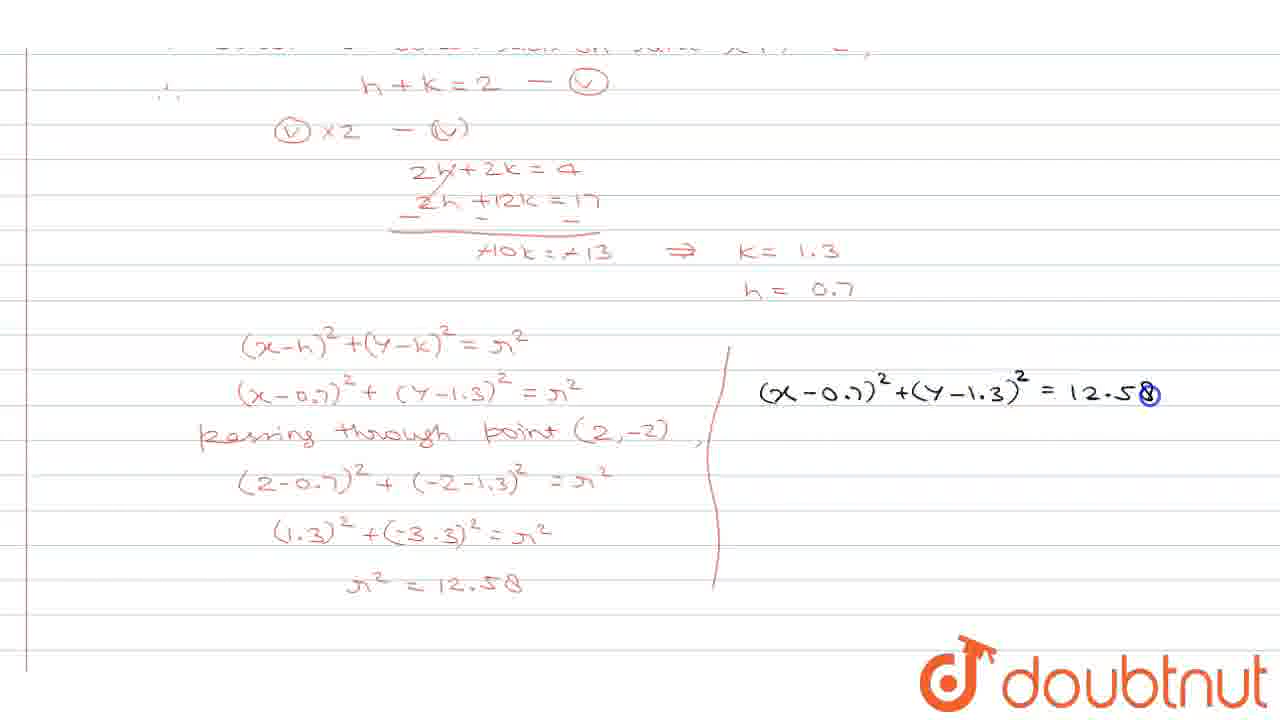 ∴ h + k = 2 — (v)
(v) × 2 — (iv)
2h + 2k = 4
2h + 12k = 17
− − −
-10k = -13 ⇒ k = 1.3
h = 0.7
(x-h)² + (y-k)² = r²
(x-0.7)² + (y-1.3)² = r²
passing through point (2,-2),
(2-0.7)² + (-2-1.3)² = r²
(1.3)² + (-3.3)² = r²
r² = 12.58
(x-0.7)² + (y-1.3)² = 12.58
doubtnut